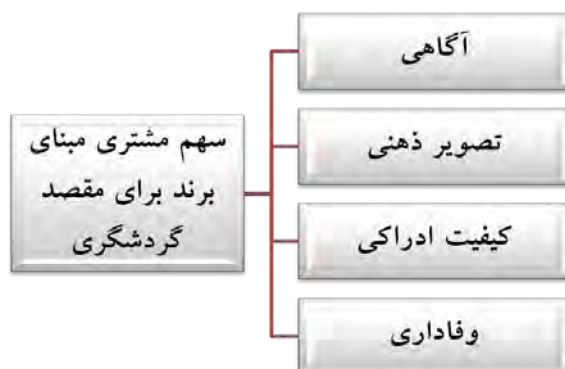 سهم مشتری مبنای
برند برای مقصد
گردشگری
آگاهی
تصویر ذهنی
کیفیت ادراکی
وفاداری